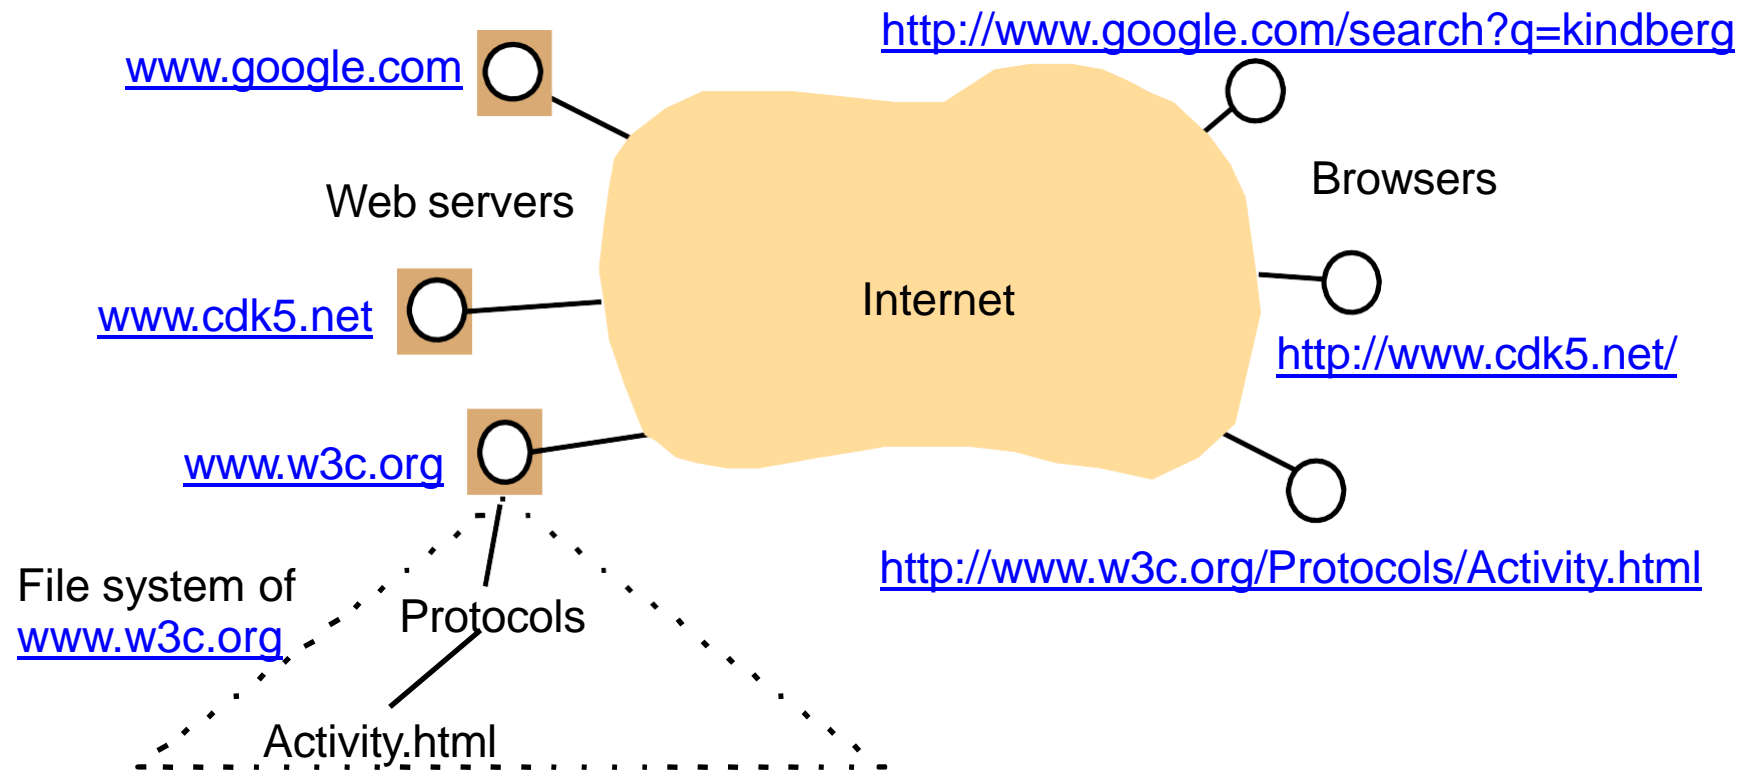 http://www.google.com/search?q=kindberg
www.google.com
Browsers
Web servers
Internet
www.cdk5.net
http://www.cdk5.net/
www.w3c.org
http://www.w3c.org/Protocols/Activity.html
File system of
www.w3c.org
Protocols
Activity.html